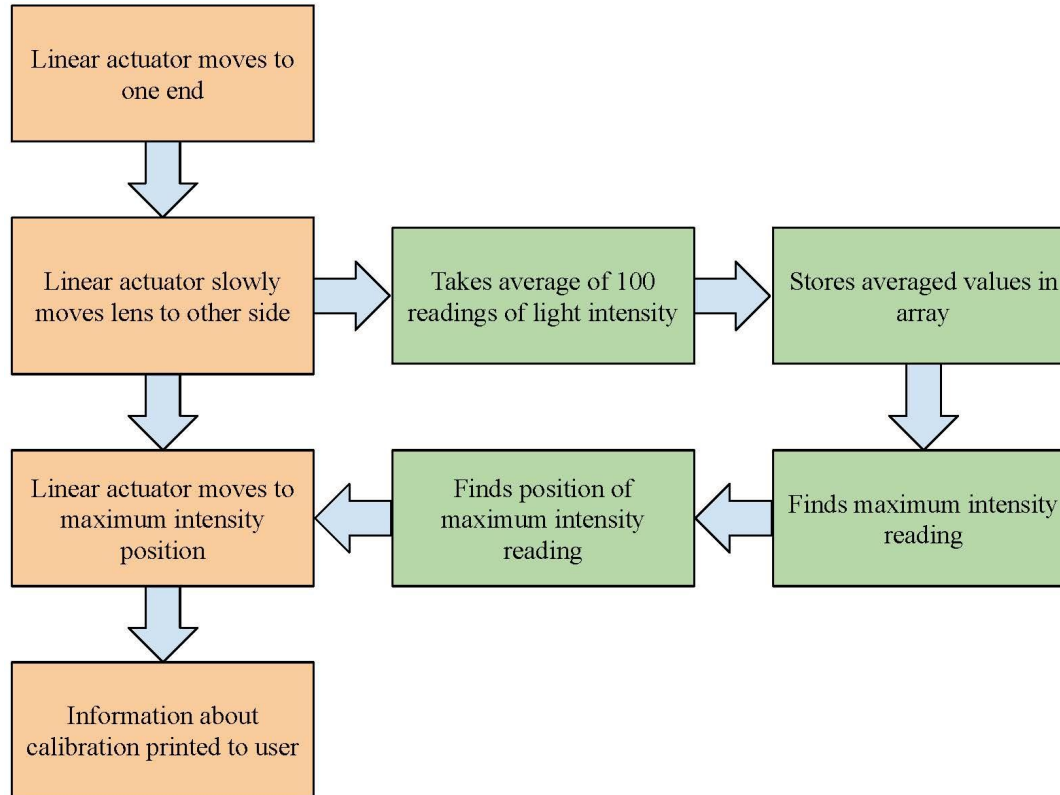 Linear actuator moves to
one end
Linear actuator slowly
moves lens to other side
Takes average of 100
readings of light intensity
Stores averaged values in
array
Linear actuator moves to
maximum intensity
position
Finds position of
maximum intensity
reading
Finds maximum intensity
reading
Information about
calibration printed to user